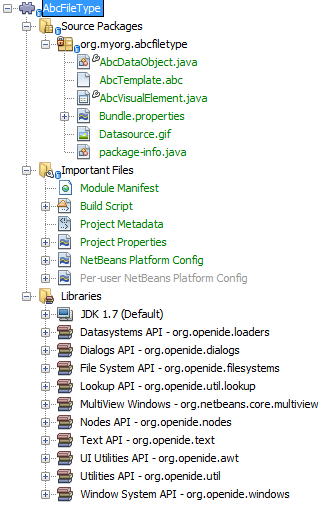 AbcFileType
Source Packages
org.myorg.abcfiletype
AbcDataObject.java
AbcTemplate.abc
AbcVisualElement.java
Bundle.properties
Datasource.gif
package-info.java
Important Files
Module Manifest
Build Script
Project Metadata
Project Properties
NetBeans Platform Config
Per-user NetBeans Platform Config
Libraries
JDK 1.7 (Default)
Datasystems API - org.openide.loaders
Dialogs API - org.openide.dialogs
File System API - org.openide.filesystems
Lookup API - org.openide.util.lookup
MultiView Windows - org.netbeans.core.multiview
Nodes API - org.openide.nodes
Text API - org.openide.text
UI Utilities API - org.openide.awt
Utilities API - org.openide.util
Window System API - org.openide.windows